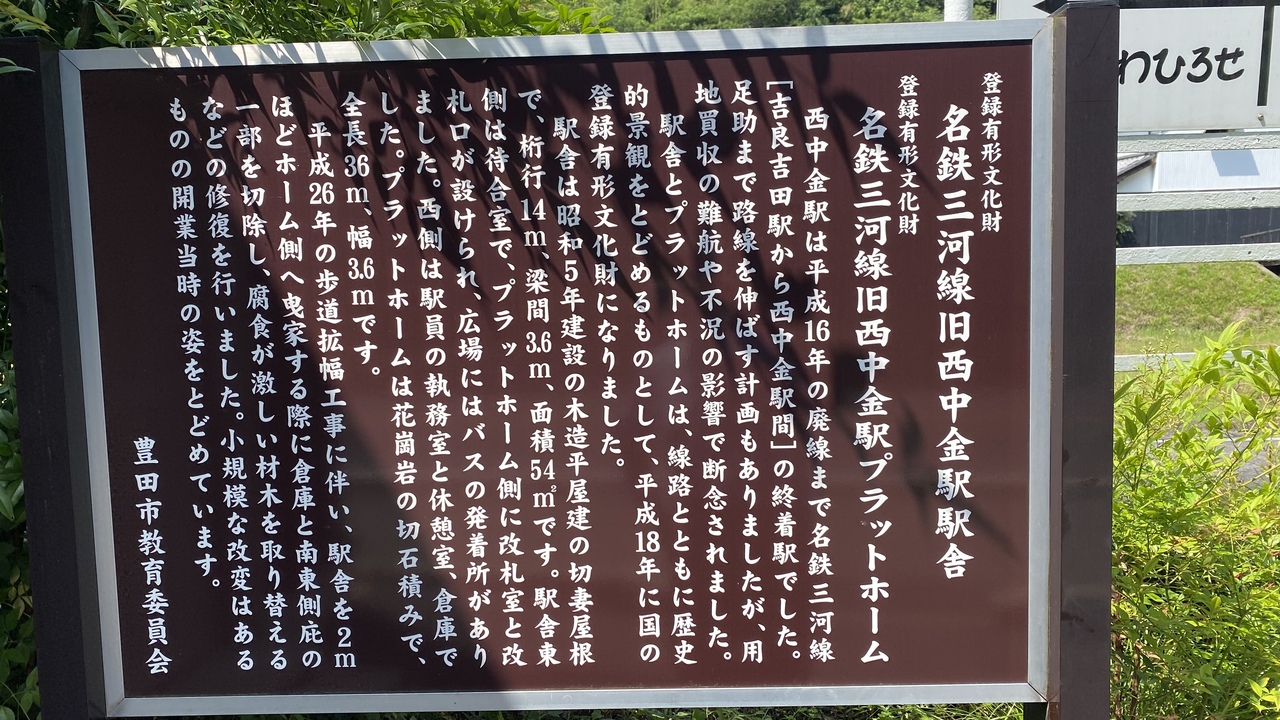 登録有形文化財
名鉄三河線旧西中金駅駅舎
登録有形文化財
名鉄三河線旧西中金駅プラットホーム
西中金駅は平成16年の廃線まで名鉄三河線
[吉良吉田駅から西中金駅間]の終着駅でした。
足助まで路線を伸ばす計画もありましたが、用
地買収の難航や不況の影響で断念されました。
駅舎とプラットホームは、線路とともに歴史
的景観をとどめるものとして、平成18年に国の
登録有形文化財になりました。
駅舎は昭和5年建設の木造平屋建の切妻屋根
で、桁行14m、梁間3.6m、面積54㎡です。駅舎東
側は待合室で、プラットホーム側に改札室と改
札口が設けられ、広場にはバスの発着所があり
ました。西側は駅員の執務室と休憩室、倉庫で
した。プラットホームは花崗岩の切石積みで、
全長36m、幅3.6mです。
平成26年の歩道拡幅工事に伴い、駅舎を2m
ほどホーム側へ曳家する際に倉庫と南東側庇の
一部を切除し、腐食が激しい材木を取り替える
などの修復を行いました。小規模な改変はある
ものの開業当時の姿をとどめています。
豊田市教育委員会
わひろせ